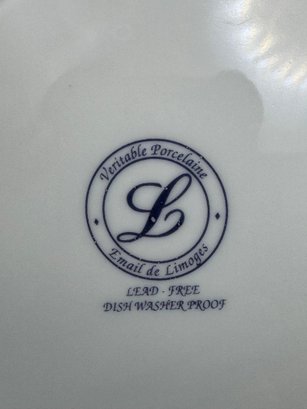 Veritable Porcelaine
L
Email de Limoges
LEAD - FREE
DISH WASHER PROOF